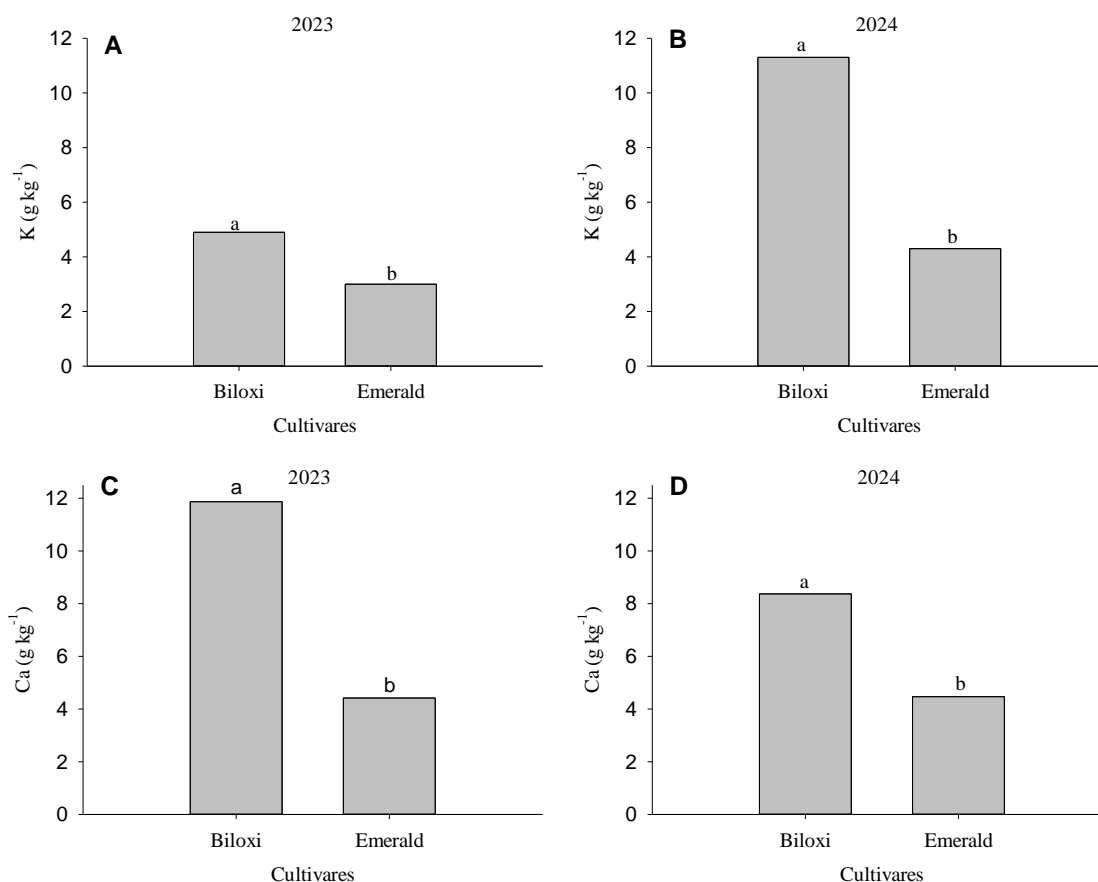 2023
A
12
10
8
6
4
2
0
K (g kg⁻¹)
a
b
Biloxi Emerald
Cultivares
2024
B
12
10
8
6
4
2
0
K (g kg⁻¹)
a
b
Biloxi Emerald
Cultivares
2023
C
12
10
8
6
4
2
0
Ca (g kg⁻¹)
a
b
Biloxi Emerald
Cultivares
2024
D
12
10
8
6
4
2
0
Ca (g kg⁻¹)
a
b
Biloxi Emerald
Cultivares